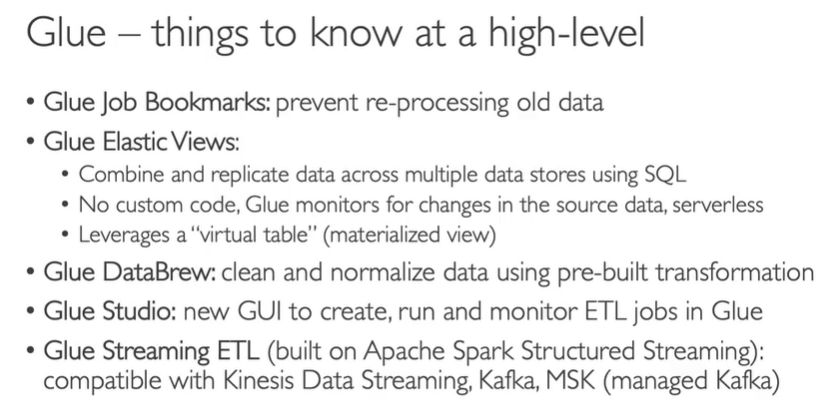 Glue – things to know at a high-level
• Glue Job Bookmarks: prevent re-processing old data
• Glue Elastic Views:
• Combine and replicate data across multiple data stores using SQL
• No custom code, Glue monitors for changes in the source data, serverless
• Leverages a "virtual table" (materialized view)
• Glue DataBrew: clean and normalize data using pre-built transformation
• Glue Studio: new GUI to create, run and monitor ETL jobs in Glue
• Glue Streaming ETL (built on Apache Spark Structured Streaming):
compatible with Kinesis Data Streaming, Kafka, MSK (managed Kafka)